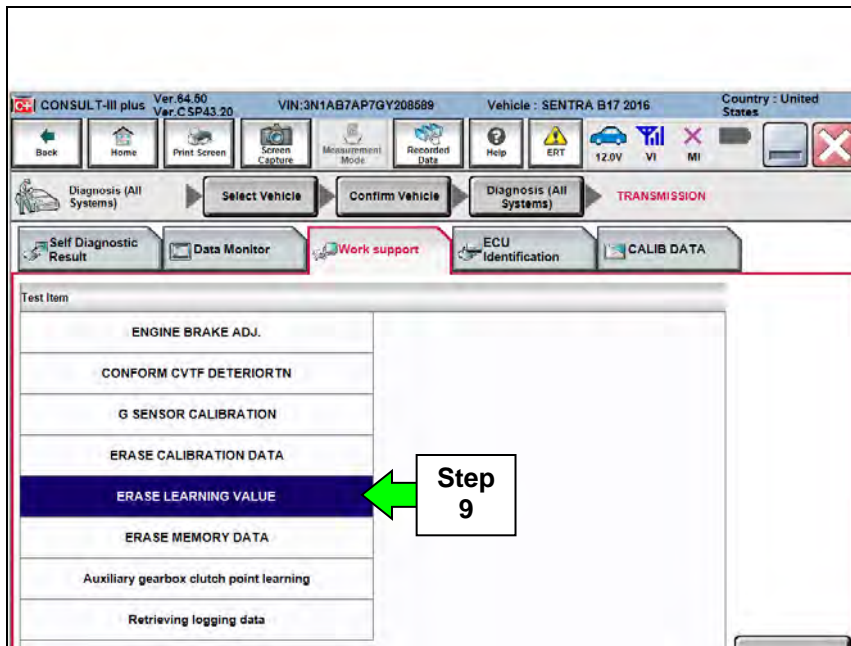 C+ CONSULT-III plus Ver.64.50 VIN:3N1AB7AP7GY208589 Vehicle : SENTRA B17 2016 Country : United
Ver.CSP43.20 States
Back Home Print Screen Screen Capture Measurement Mode Recorded Data Help ERT 12.0V VI MI
Diagnosis (All Systems) Select Vehicle Confirm Vehicle Diagnosis (All Systems) TRANSMISSION
Self Diagnostic Result Data Monitor Work support ECU Identification CALIB DATA
Test Item
ENGINE BRAKE ADJ.
CONFORM CVTF DETERIORTN
G SENSOR CALIBRATION
ERASE CALIBRATION DATA
ERASE LEARNING VALUE
Step
9
ERASE MEMORY DATA
Auxiliary gearbox clutch point learning
Retrieving logging data